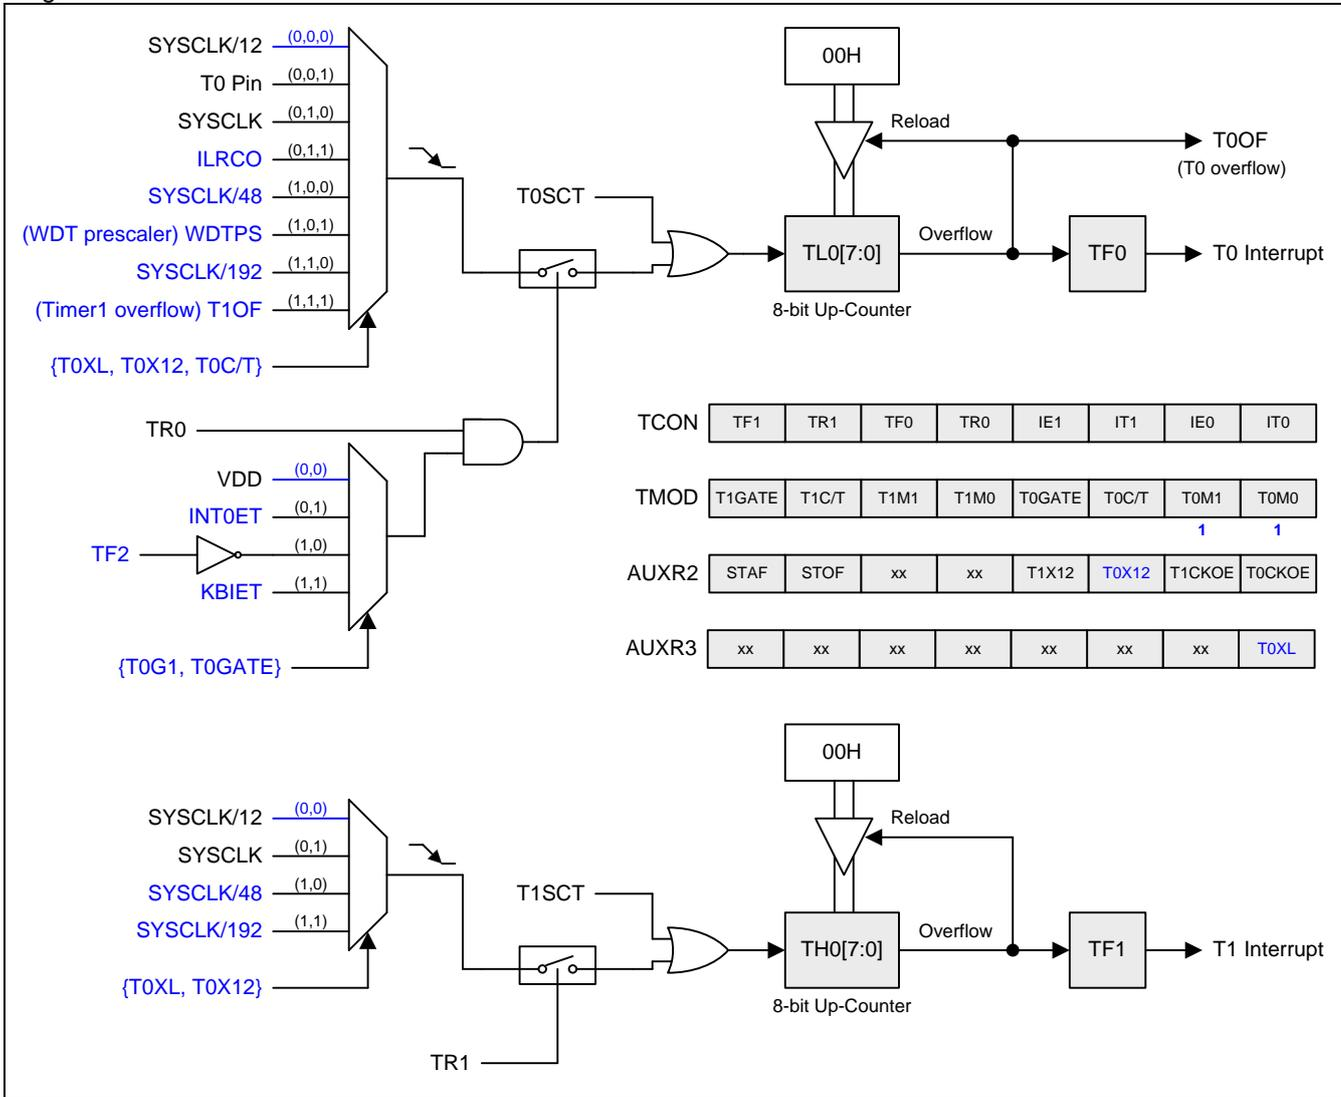 SYSCLK/12 (0,0,0)
T0 Pin (0,0,1)
SYSCLK (0,1,0)
ILRCO (0,1,1)
SYSCLK/48 (1,0,0)
(WDT prescaler) WDTPS (1,0,1)
SYSCLK/192 (1,1,0)
(Timer1 overflow) T1OF (1,1,1)
{T0XL, T0X12, T0C/T}
T0SCT
00H
Reload
TL0[7:0]
8-bit Up-Counter
Overflow
T0OF
(T0 overflow)
TF0
T0 Interrupt
TR0
VDD (0,0)
INT0ET (0,1)
TF2 (1,0)
KBIET (1,1)
{T0G1, T0GATE}
TCON TF1 TR1 TF0 TR0 IE1 IT1 IE0 IT0
TMOD T1GATE T1C/T T1M1 T1M0 T0GATE T0C/T T0M1 T0M0
1 1
AUXR2 STAF STOF xx xx T1X12 T0X12 T1CKOE T0CKOE
AUXR3 xx xx xx xx xx xx xx T0XL
SYSCLK/12 (0,0)
SYSCLK (0,1)
SYSCLK/48 (1,0)
SYSCLK/192 (1,1)
{T0XL, T0X12}
T1SCT
TR1
00H
Reload
TH0[7:0]
8-bit Up-Counter
Overflow
TF1
T1 Interrupt